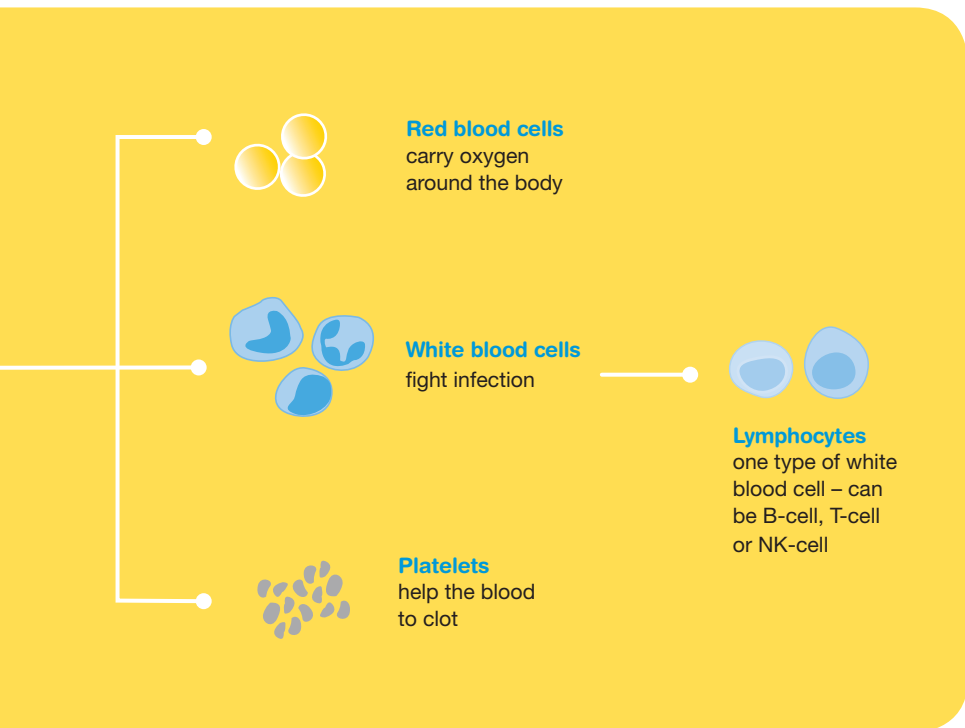 Red blood cells
carry oxygen
around the body
White blood cells
fight infection
Lymphocytes
one type of white
blood cell – can
be B-cell, T-cell
or NK-cell
Platelets
help the blood
to clot